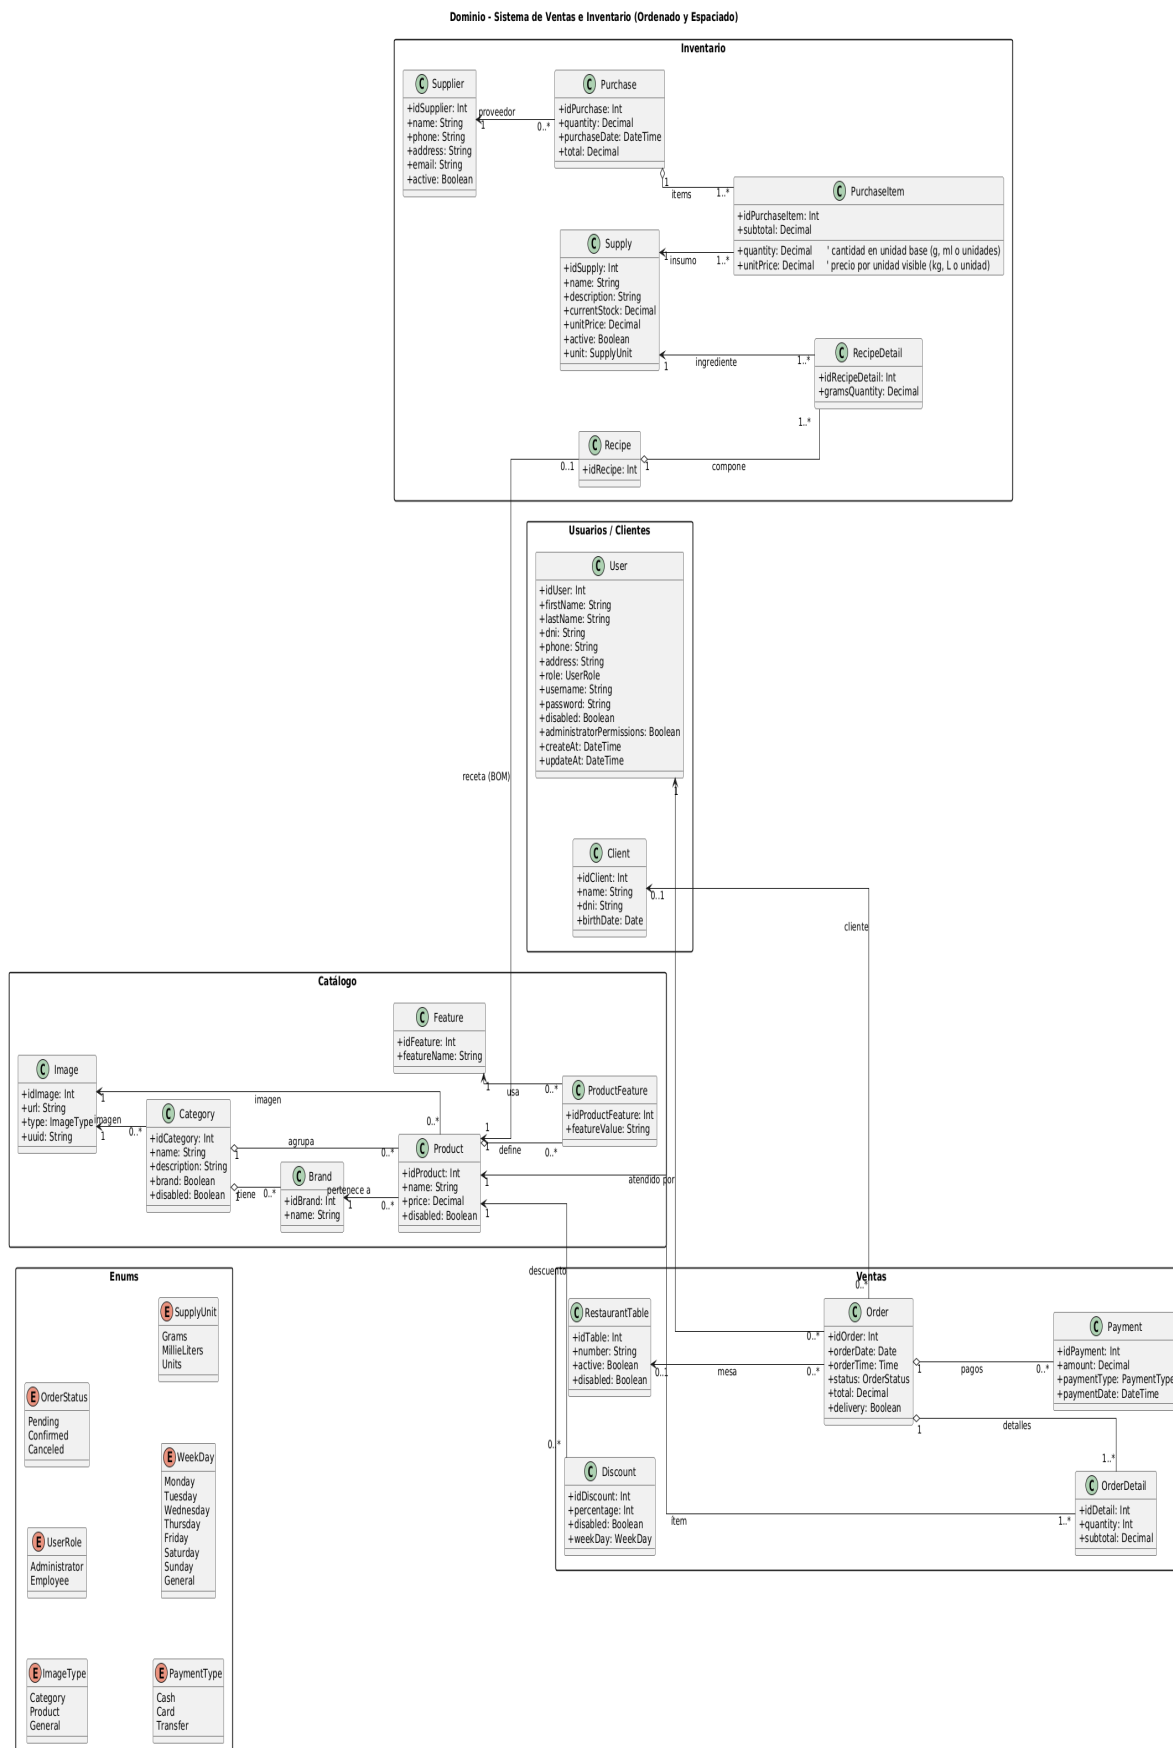 Dominio - Sistema de Ventas e Inventario (Ordenado y Espaciado)
Inventario
Supplier
+idSupplier: Int
+name: String
+phone: String
+address: String
+email: String
+active: Boolean
proveedor
1
0..*
Purchase
+idPurchase: Int
+quantity: Decimal
+purchaseDate: DateTime
+total: Decimal
1
items
1..*
PurchaseItem
+idPurchaseItem: Int
+subtotal: Decimal
+quantity: Decimal ' cantidad en unidad base (g, ml o unidades)
+unitPrice: Decimal ' precio por unidad visible (kg, L o unidad)
Supply
+idSupply: Int
+name: String
+description: String
+currentStock: Decimal
+unitPrice: Decimal
+active: Boolean
+unit: SupplyUnit
1
insumo
1..*
1
ingrediente
1..*
RecipeDetail
+idRecipeDetail: Int
+gramsQuantity: Decimal
1..*
Recipe
+idRecipe: Int
0..1
1
compone
Usuarios / Clientes
User
+idUser: Int
+firstName: String
+lastName: String
+dni: String
+phone: String
+address: String
+role: UserRole
+username: String
+password: String
+disabled: Boolean
+administratorPermissions: Boolean
+createAt: DateTime
+updateAt: DateTime
receta (BOM)
1
Client
+idClient: Int
+name: String
+dni: String
+birthDate: Date
0..1
cliente
Catálogo
Feature
+idFeature: Int
+featureName: String
1
usa
0..*
ProductFeature
+idProductFeature: Int
+featureValue: String
Image
+idImage: Int
+url: String
+type: ImageType
+uuid: String
1
imagen
0..*
imagen
1
0..*
Category
+idCategory: Int
+name: String
+description: String
+brand: Boolean
+disabled: Boolean
1
agrupa
0..*
1
tiene
0..*
Brand
+idBrand: Int
+name: String
pertenece a
1
0..*
Product
+idProduct: Int
+name: String
+price: Decimal
+disabled: Boolean
1
1
define
0..*
1
1
atendido por
descuento
Enums
SupplyUnit
Grams
MillieLiters
Units
OrderStatus
Pending
Confirmed
Canceled
WeekDay
Monday
Tuesday
Wednesday
Thursday
Friday
Saturday
Sunday
General
UserRole
Administrator
Employee
ImageType
Category
Product
General
PaymentType
Cash
Card
Transfer
Ventas
0..*
RestaurantTable
+idTable: Int
+number: String
+active: Boolean
+disabled: Boolean
0..1
mesa
0..*
0..*
Order
+idOrder: Int
+orderDate: Date
+orderTime: Time
+status: OrderStatus
+total: Decimal
+delivery: Boolean
1
pagos
0..*
Payment
+idPayment: Int
+amount: Decimal
+paymentType: PaymentType
+paymentDate: DateTime
1
detalles
1..*
0..*
Discount
+idDiscount: Int
+percentage: Int
+disabled: Boolean
+weekDay: WeekDay
item
1..*
OrderDetail
+idDetail: Int
+quantity: Int
+subtotal: Decimal